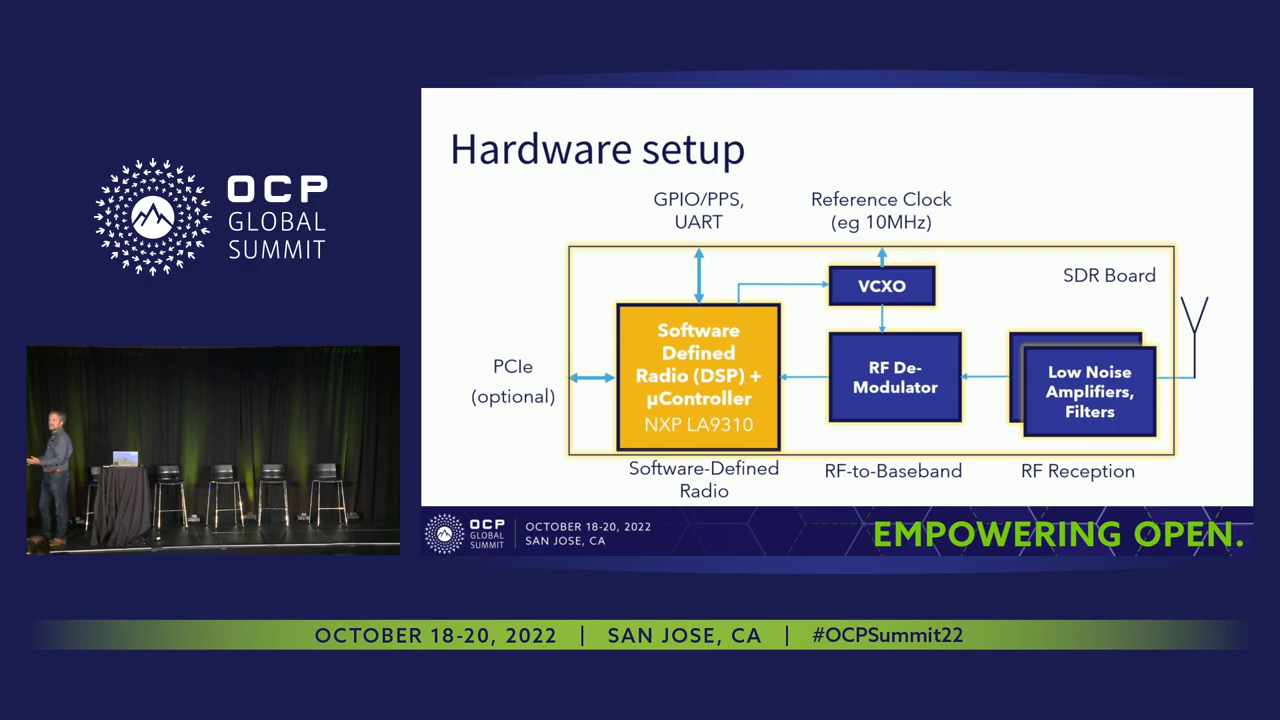 OCP
GLOBAL
SUMMIT
Hardware setup
GPIO/PPS,
UART
Reference Clock
(eg 10MHz)
SDR Board
VCXO
PCIe
(optional)
Software
Defined
Radio (DSP) +
µController
NXP LA9310
RF De-
Modulator
Low Noise
Amplifiers,
Filters
Software-Defined
Radio
RF-to-Baseband
RF Reception
OCP
GLOBAL
SUMMIT
OCTOBER 18-20, 2022
SAN JOSE, CA
EMPOWERING OPEN.
OCTOBER 18-20, 2022 | SAN JOSE, CA | #OCPSummit22